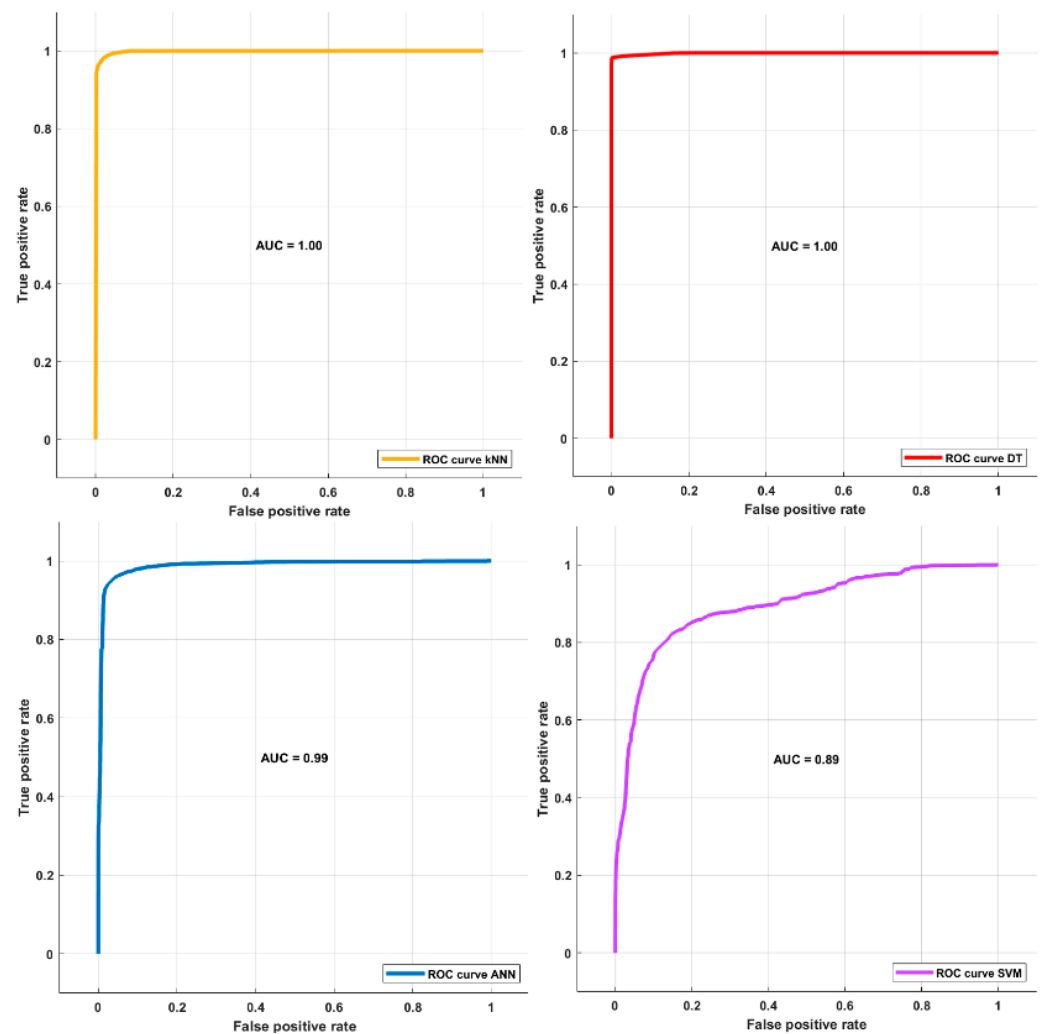 1
0.8
0.6
0.4
0.2
0
True positive rate
AUC = 1.00
ROC curve kNN
0 0.2 0.4 0.6 0.8 1
False positive rate
1
0.8
0.6
0.4
0.2
0
True positive rate
AUC = 1.00
ROC curve DT
0 0.2 0.4 0.6 0.8 1
False positive rate
1
0.8
0.6
0.4
0.2
0
True positive rate
AUC = 0.99
ROC curve ANN
0 0.2 0.4 0.6 0.8 1
False positive rate
1
0.8
0.6
0.4
0.2
0
True positive rate
AUC = 0.89
ROC curve SVM
0 0.2 0.4 0.6 0.8 1
False positive rate